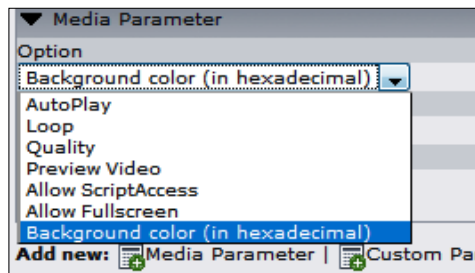 Media Parameter
Option
Background color (in hexadecimal)
AutoPlay
Loop
Quality
Preview Video
Allow ScriptAccess
Allow Fullscreen
Background color (in hexadecimal)
Add new: Media Parameter | Custom Pa